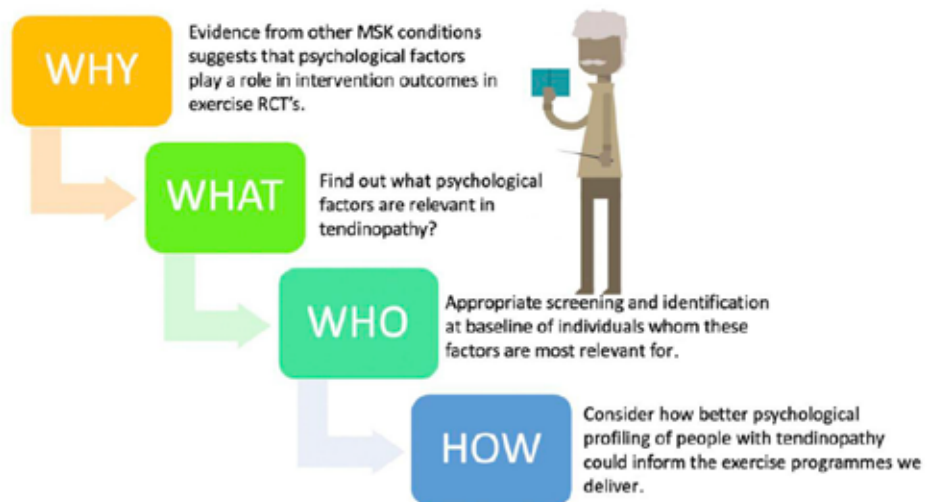 WHY
Evidence from other MSK conditions
suggests that psychological factors
play a role in intervention outcomes in
exercise RCT's.
WHAT
Find out what psychological
factors are relevant in
tendinopathy?
WHO
Appropriate screening and identification
at baseline of individuals whom these
factors are most relevant for.
HOW
Consider how better psychological
profiling of people with tendinopathy
could inform the exercise programmes we
deliver.